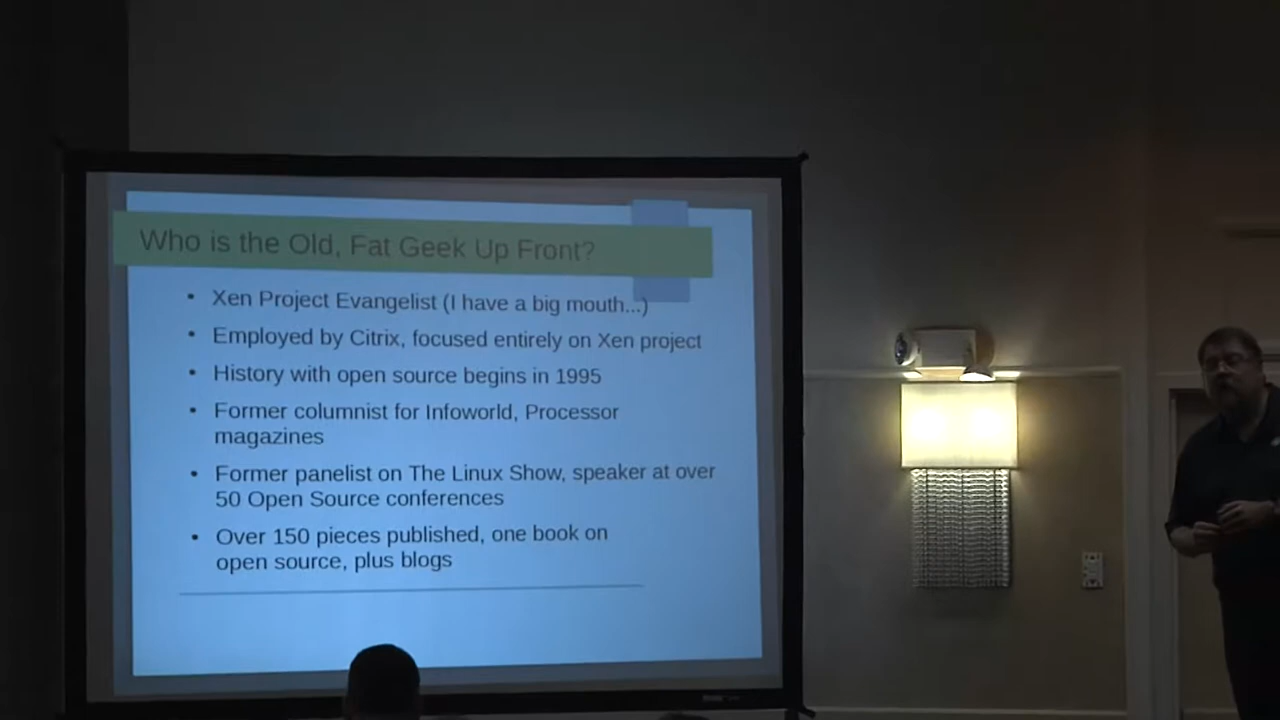 Who is the Old, Fat Geek Up Front?
• Xen Project Evangelist (I have a big mouth...)
• Employed by Citrix, focused entirely on Xen project
• History with open source begins in 1995
• Former columnist for Infoworld, Processor
magazines
• Former panelist on The Linux Show, speaker at over
50 Open Source conferences
• Over 150 pieces published, one book on
open source, plus blogs